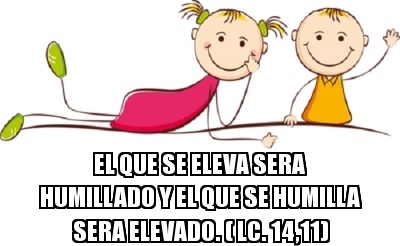 EL QUE SE ELEVA SERA
HUMILLADO Y EL QUE SE HUMILLA
SERA ELEVADO. ( LC. 14,11)